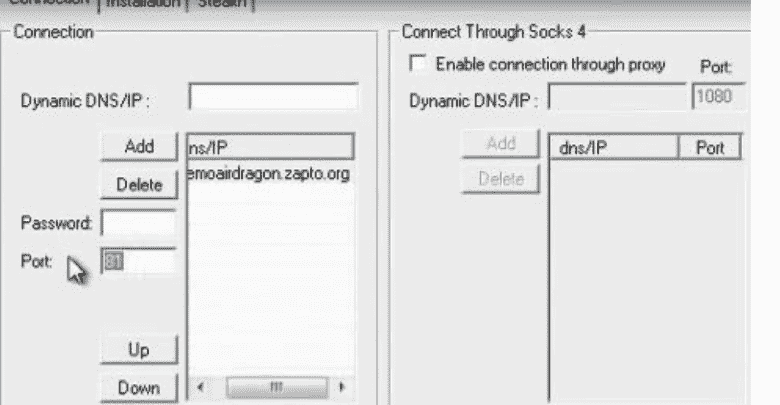 Connection Installation Stealth
Connection
Dynamic DNS/IP :
Add
ns/IP
Delete
emoairdragon.zapto.org
Password:
Port:
81
Up
Down
Connect Through Socks 4
Enable connection through proxy
Port:
Dynamic DNS/IP :
1080
Add
dns/IP
Port
Delete